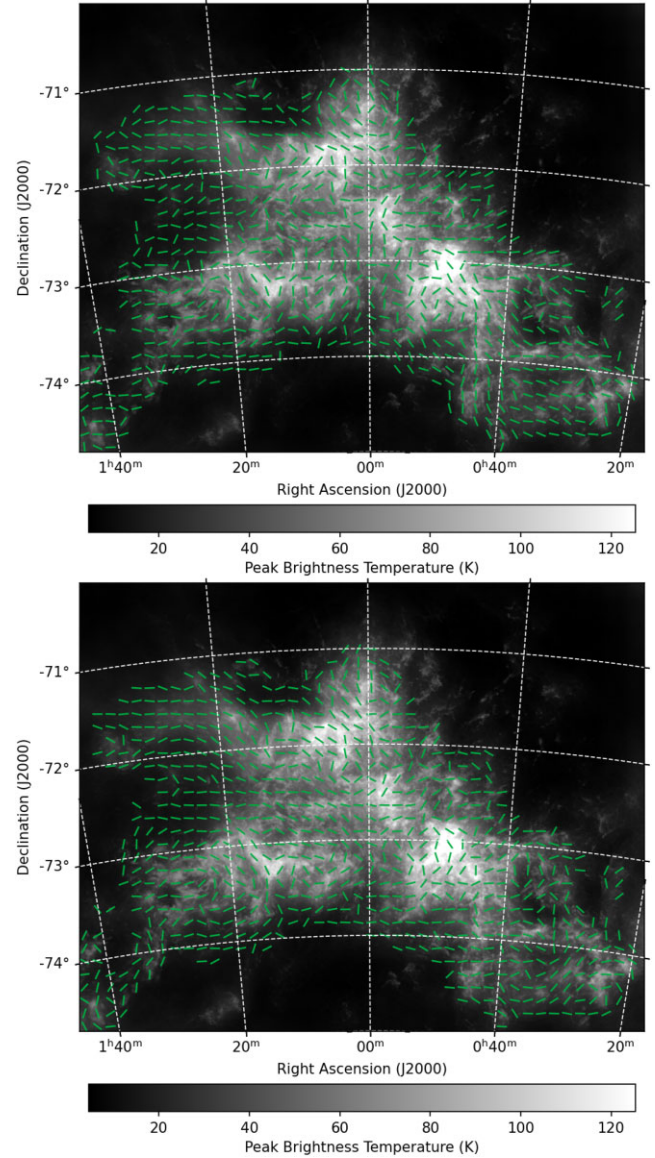 -71°
-72°
-73°
-74°
Declination (J2000)
1ʰ40ᵐ 20ᵐ 00ᵐ 0ʰ40ᵐ 20ᵐ
Right Ascension (J2000)
20 40 60 80 100 120
Peak Brightness Temperature (K)
-71°
-72°
-73°
-74°
Declination (J2000)
1ʰ40ᵐ 20ᵐ 00ᵐ 0ʰ40ᵐ 20ᵐ
Right Ascension (J2000)
20 40 60 80 100 120
Peak Brightness Temperature (K)